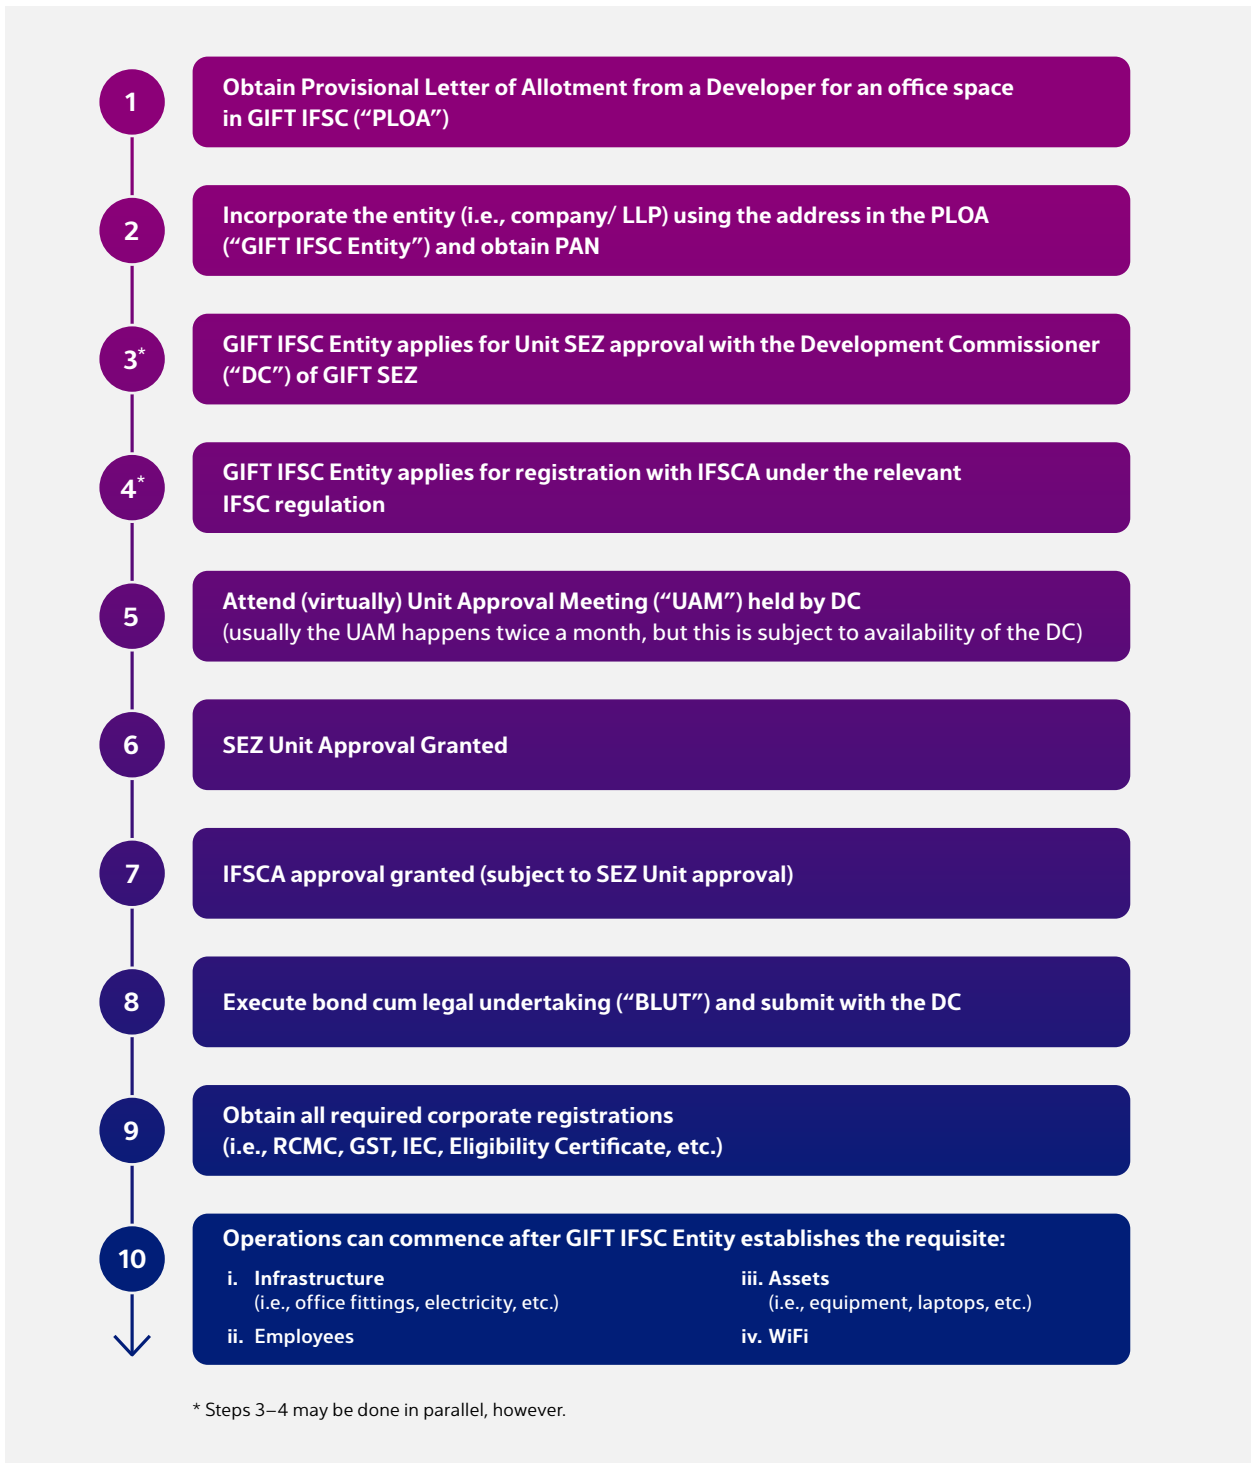 1
Obtain Provisional Letter of Allotment from a Developer for an office space
in GIFT IFSC (“PLOA”)
2
Incorporate the entity (i.e., company/ LLP) using the address in the PLOA
(“GIFT IFSC Entity”) and obtain PAN
3*
GIFT IFSC Entity applies for Unit SEZ approval with the Development Commissioner
(“DC”) of GIFT SEZ
4*
GIFT IFSC Entity applies for registration with IFSCA under the relevant
IFSC regulation
5
Attend (virtually) Unit Approval Meeting (“UAM”) held by DC
(usually the UAM happens twice a month, but this is subject to availability of the DC)
6
SEZ Unit Approval Granted
7
IFSCA approval granted (subject to SEZ Unit approval)
8
Execute bond cum legal undertaking (“BLUT”) and submit with the DC
9
Obtain all required corporate registrations
(i.e., RCMC, GST, IEC, Eligibility Certificate, etc.)
10
Operations can commence after GIFT IFSC Entity establishes the requisite:
i. Infrastructure
(i.e., office fittings, electricity, etc.)
ii. Employees
iii. Assets
(i.e., equipment, laptops, etc.)
iv. WiFi
* Steps 3–4 may be done in parallel, however.